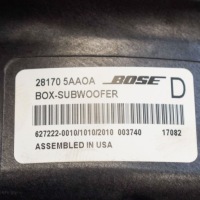 28170 5AA0A BOSE D
BOX-SUBWOOFER
627222-0010/1010/2010 003740 17082
ASSEMBLED IN USA